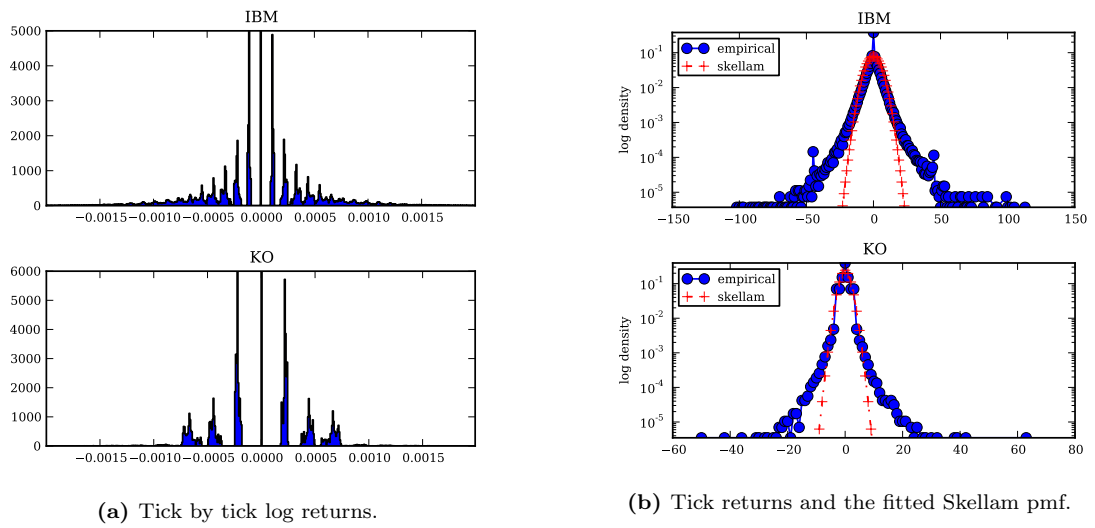 IBM
5000
4000
3000
2000
1000
0
−0.0015 −0.0010 −0.0005 0.0000 0.0005 0.0010 0.0015
KO
6000
5000
4000
3000
2000
1000
0
−0.0015 −0.0010 −0.0005 0.0000 0.0005 0.0010 0.0015
(a) Tick by tick log returns.
IBM
empirical
skellam
log density
10⁻¹
10⁻²
10⁻³
10⁻⁴
10⁻⁵
−150 −100 −50 0 50 100 150
KO
empirical
skellam
log density
10⁻¹
10⁻²
10⁻³
10⁻⁴
10⁻⁵
−60 −40 −20 0 20 40 60 80
(b) Tick returns and the fitted Skellam pmf.